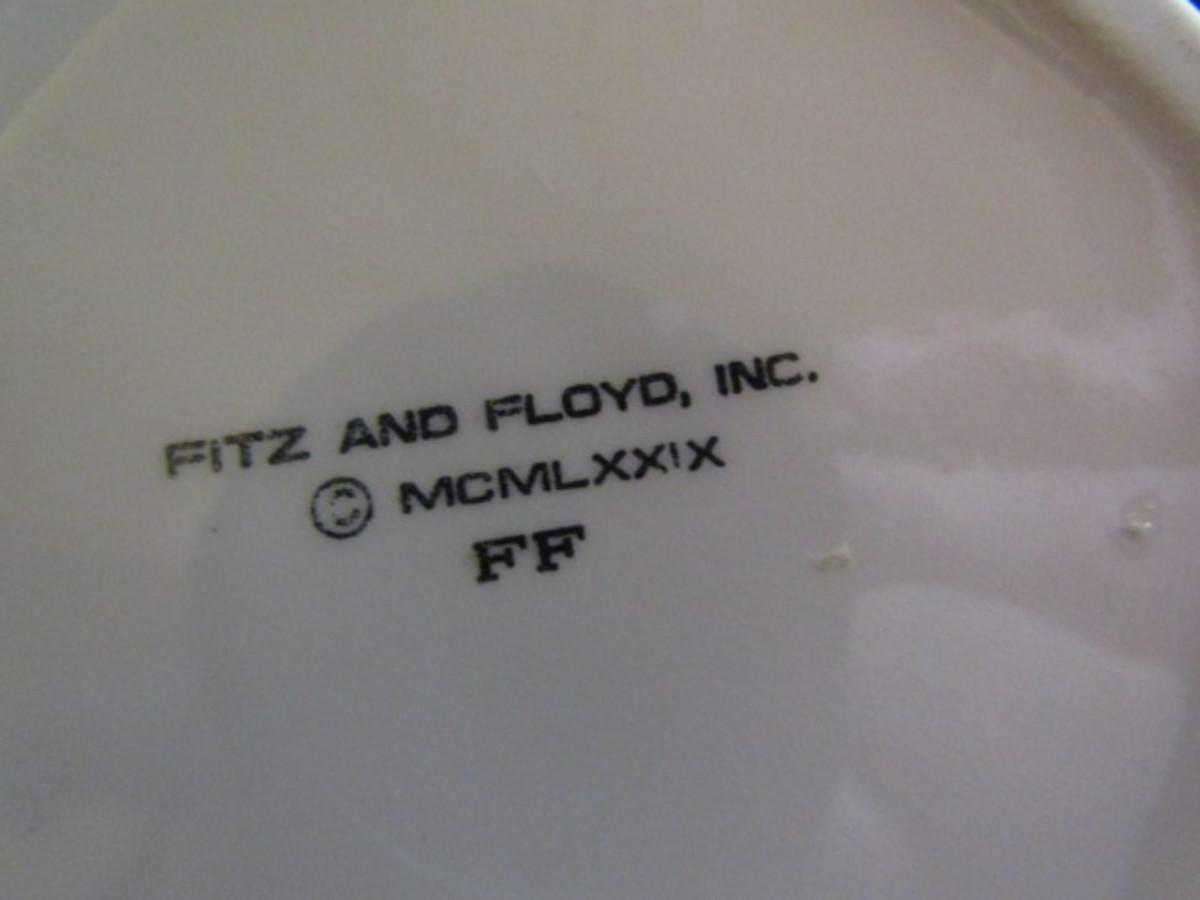 FITZ AND FLOYD, INC.
© MCMLXXIX
FF